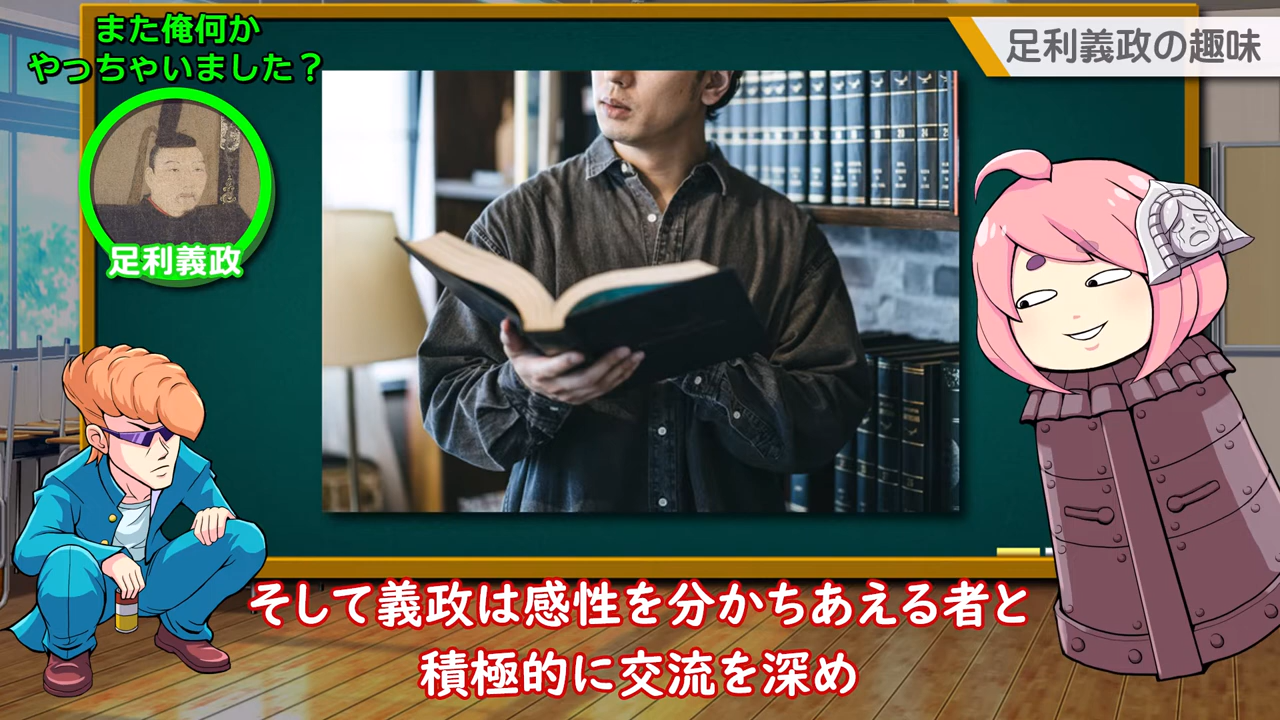 また俺何か
やっちゃいました?
足利義政の趣味
足利義政
そして義政は感性を分かちあえる者と
積極的に交流を深め